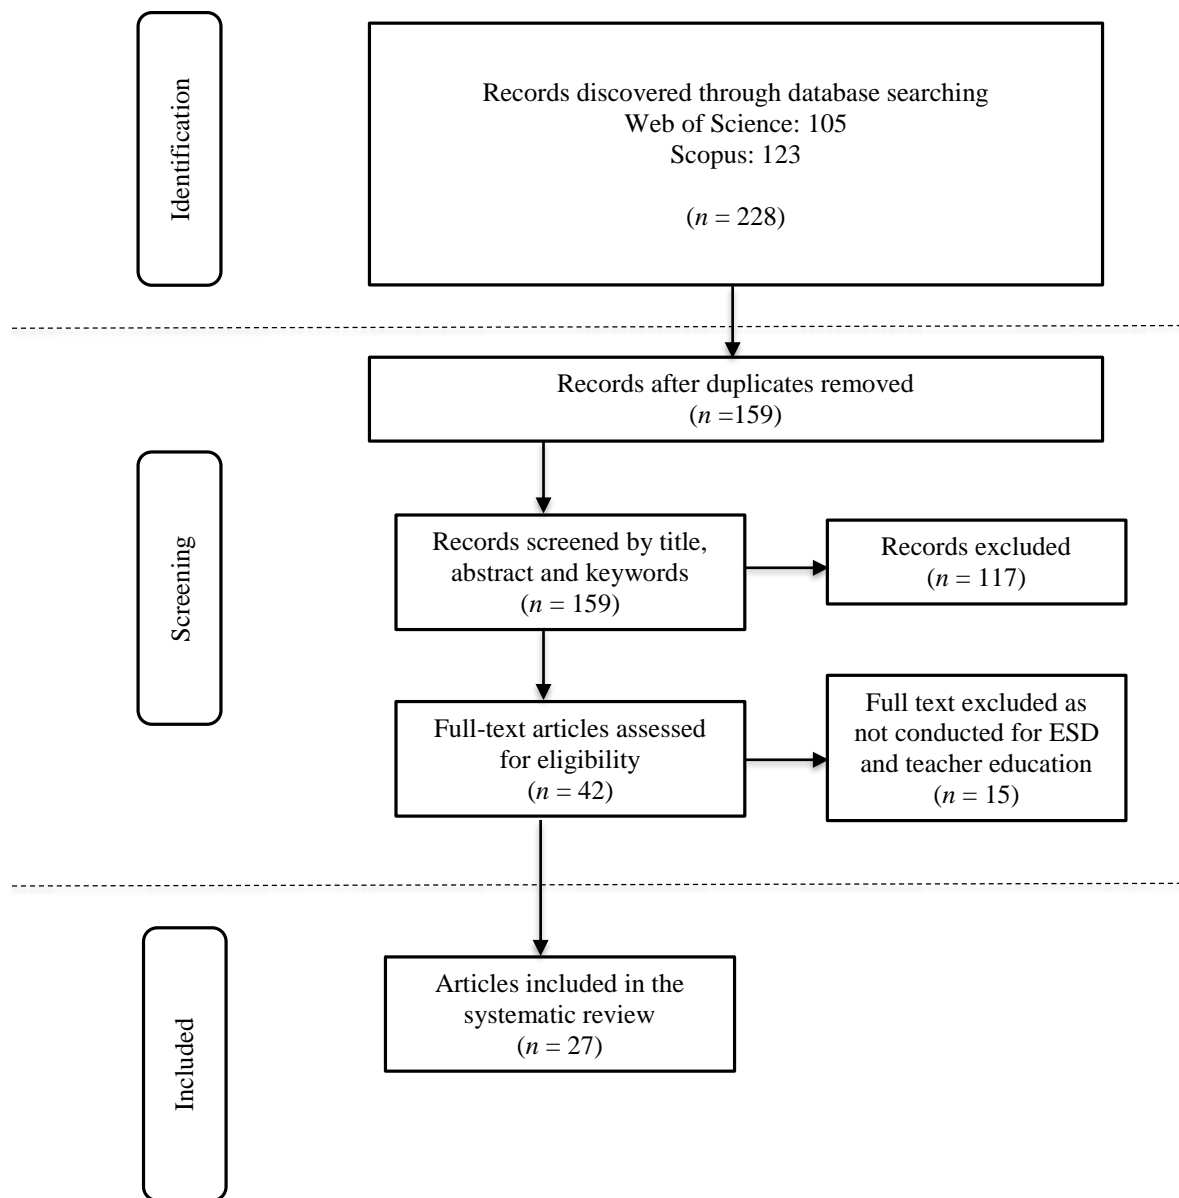 Identification
Records discovered through database searching
Web of Science: 105
Scopus: 123
(n = 228)
Records after duplicates removed
(n =159)
Screening
Records screened by title,
abstract and keywords
(n = 159)
Records excluded
(n = 117)
Full-text articles assessed
for eligibility
(n = 42)
Full text excluded as
not conducted for ESD
and teacher education
(n = 15)
Included
Articles included in the
systematic review
(n = 27)